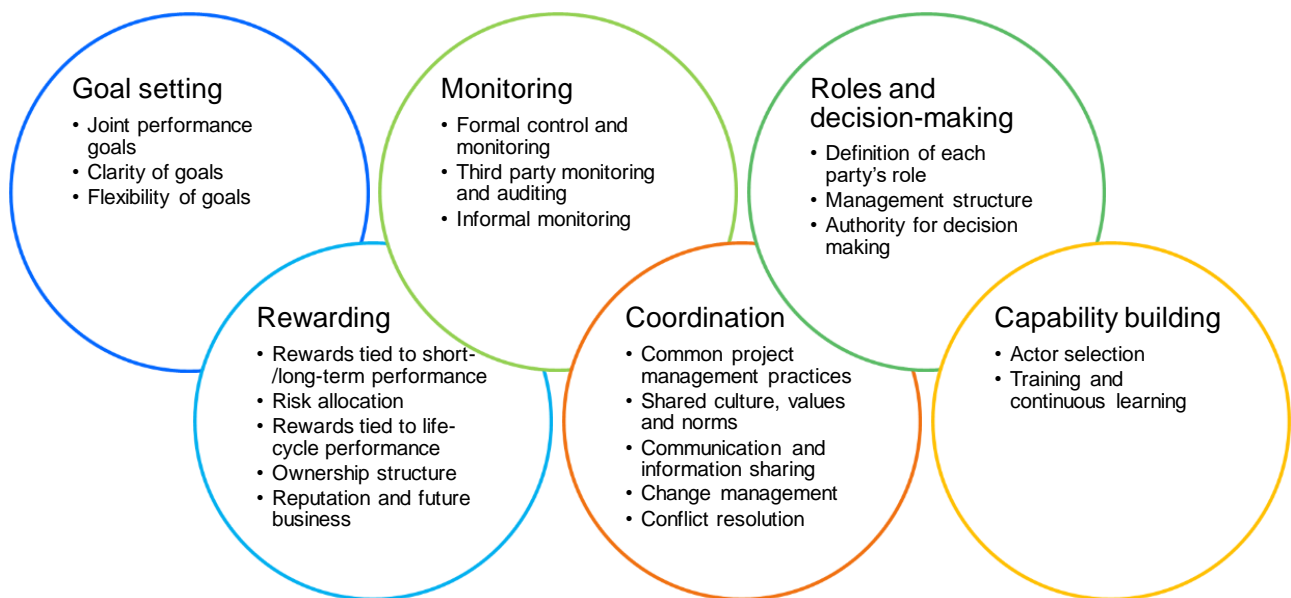 Goal setting
• Joint performance
goals
• Clarity of goals
• Flexibility of goals
Rewarding
• Rewards tied to short-
/long-term performance
• Risk allocation
• Rewards tied to life-
cycle performance
• Ownership structure
• Reputation and future
business
Monitoring
• Formal control and
monitoring
• Third party monitoring
and auditing
• Informal monitoring
Coordination
• Common project
management practices
• Shared culture, values
and norms
• Communication and
information sharing
• Change management
• Conflict resolution
Roles and
decision-making
• Definition of each
party's role
• Management structure
• Authority for decision
making
Capability building
• Actor selection
• Training and
continuous learning